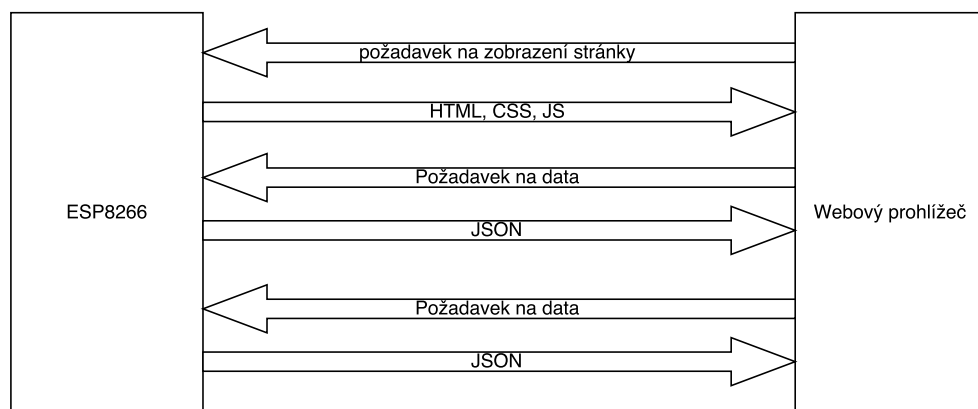 požadavek na zobrazení stránky
HTML, CSS, JS
Požadavek na data
ESP8266
Webový prohlížeč
JSON
Požadavek na data
JSON